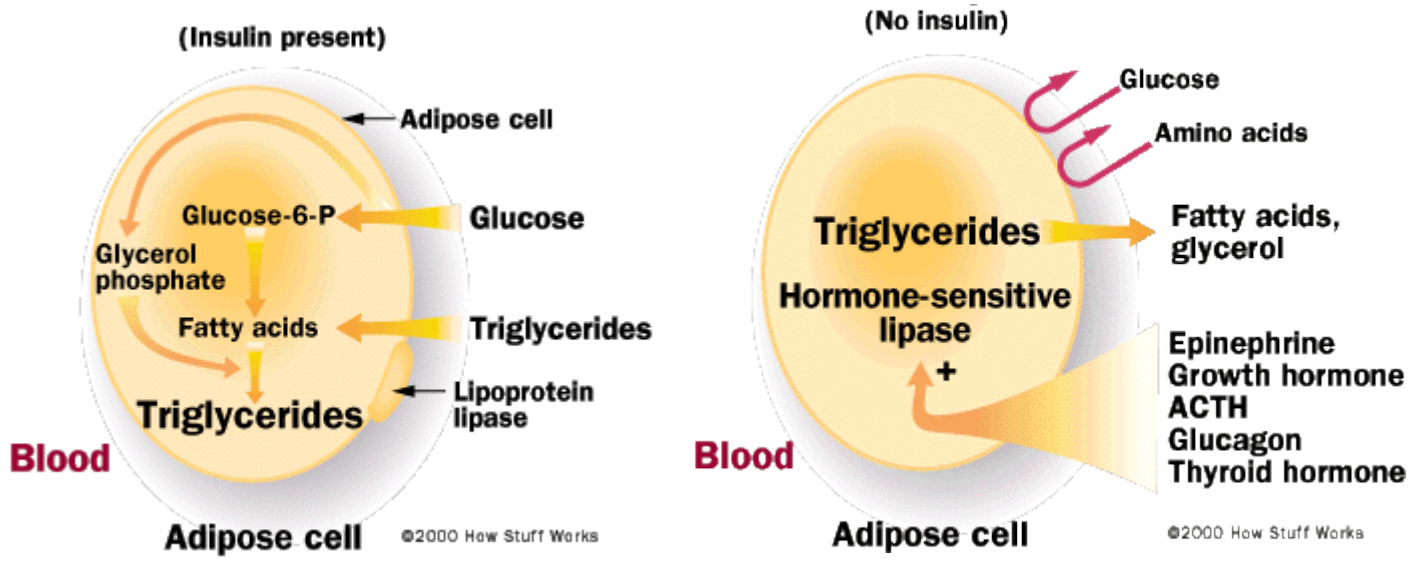 (Insulin present)
Adipose cell
Glucose-6-P
Glucose
Glycerol
phosphate
Fatty acids
Triglycerides
Lipoprotein
lipase
Triglycerides
Blood
Adipose cell
©2000 How Stuff Works
(No insulin)
Glucose
Amino acids
Triglycerides
Fatty acids,
glycerol
Hormone-sensitive
lipase
+
Epinephrine
Growth hormone
ACTH
Glucagon
Thyroid hormone
Blood
Adipose cell
©2000 How Stuff Works